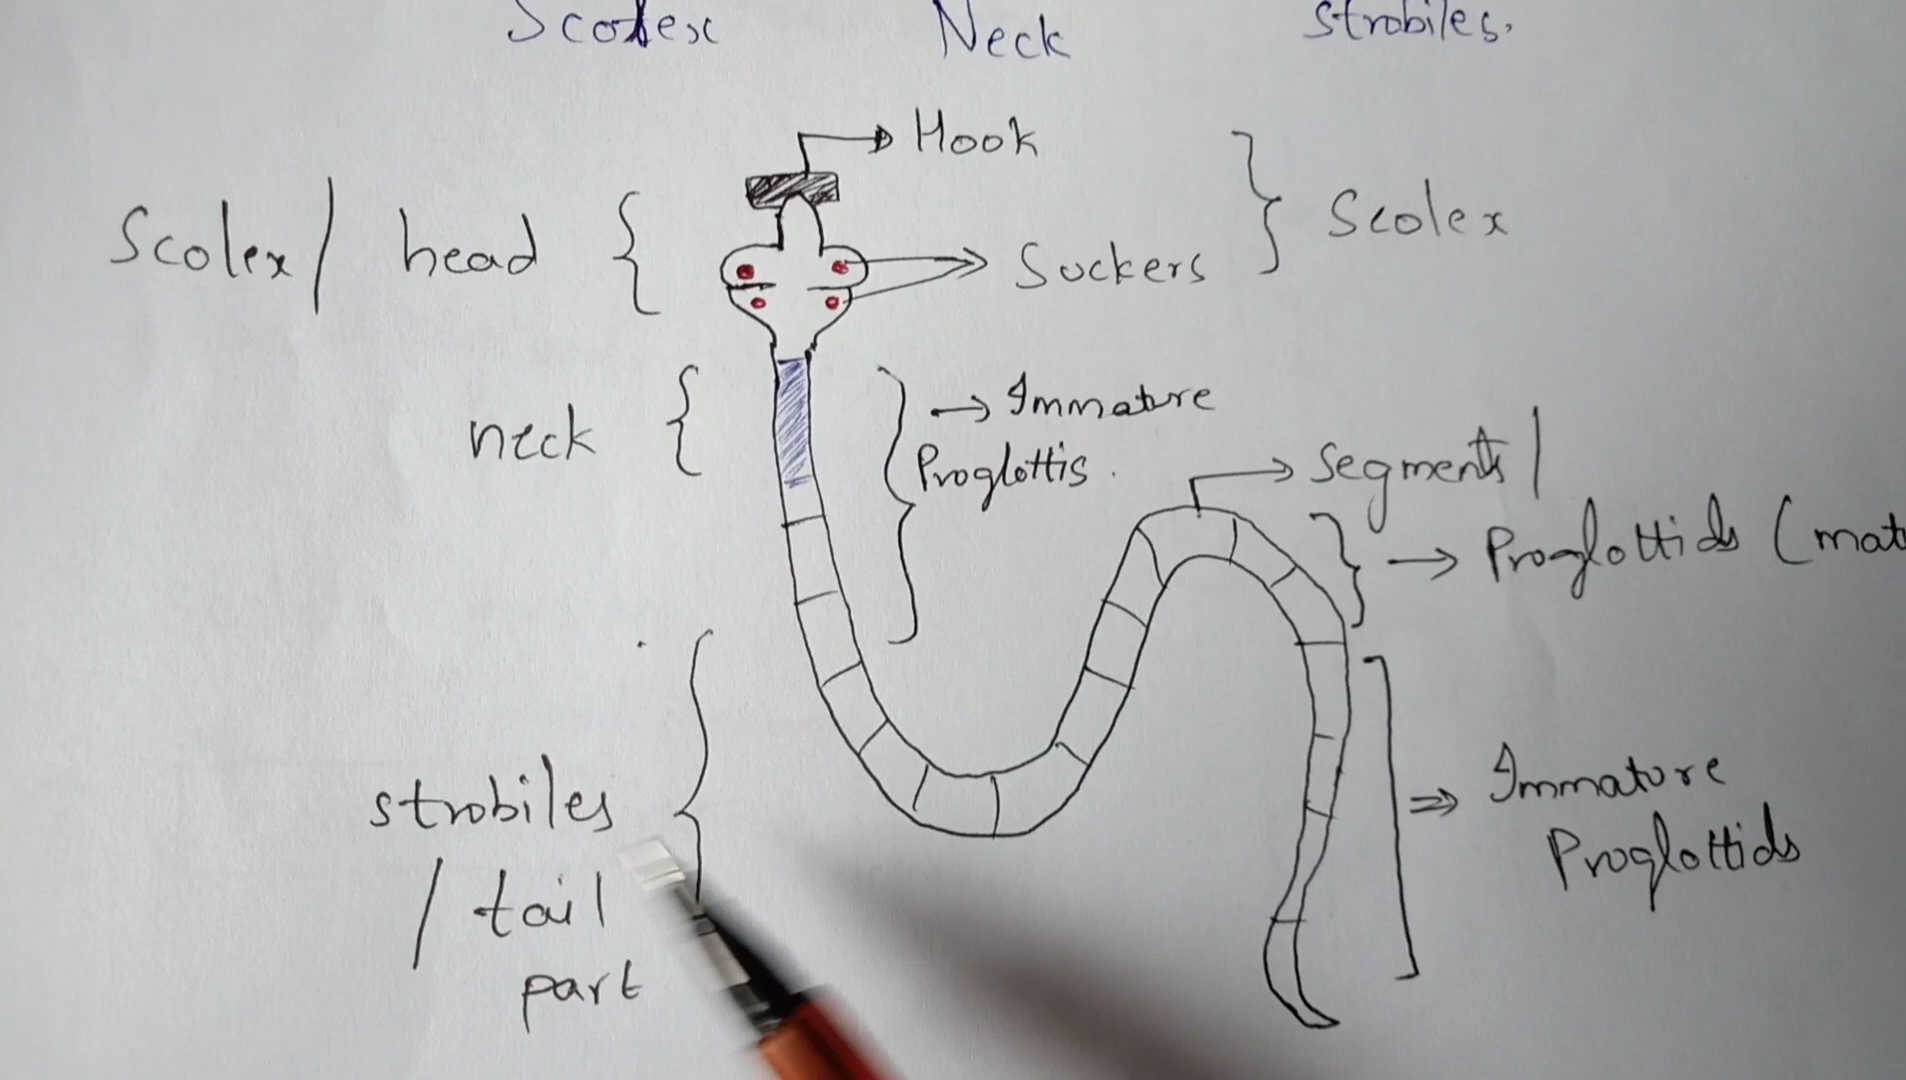 Scolex Neck Strobiles.
Hook
Scolex / head
Scolex
Suckers
neck
→ Immature
Proglottis.
Segments /
→ Proglottids (mat
strobiles
/ tail
part
⇒ Immature
Proglottids